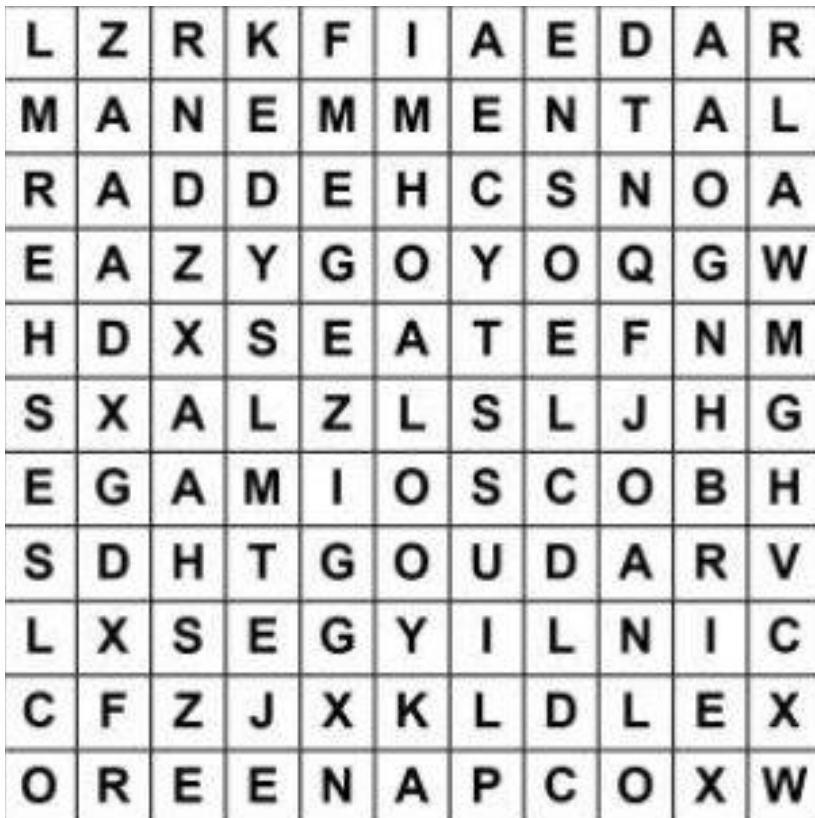 L Z R K F I A E D A R
M A N E M M E N T A L
R A D D E H C S N O A
E A Z Y G O Y O Q G W
H D X S E A T E F N M
S X A L Z L S L J H G
E G A M I O S C O B H
S D H T G O U D A R V
L X S E G Y I L N I C
C F Z J X K L D L E X
O R E E N A P C O X W